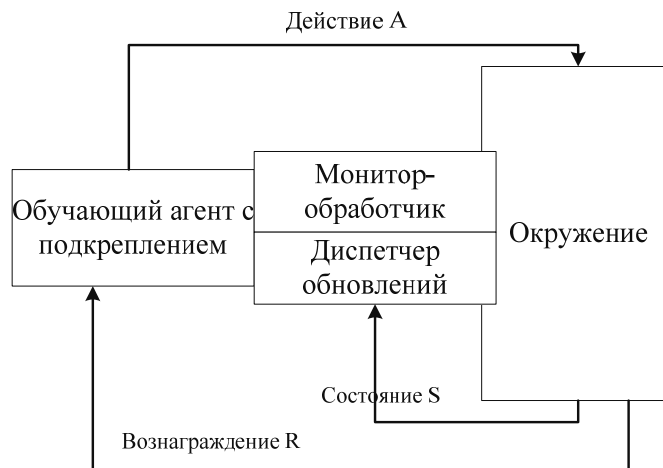 Действие A
Монитор-
обработчик
Обучающий агент с
подкреплением
Диспетчер
обновлений
Окружение
Состояние S
Вознаграждение R